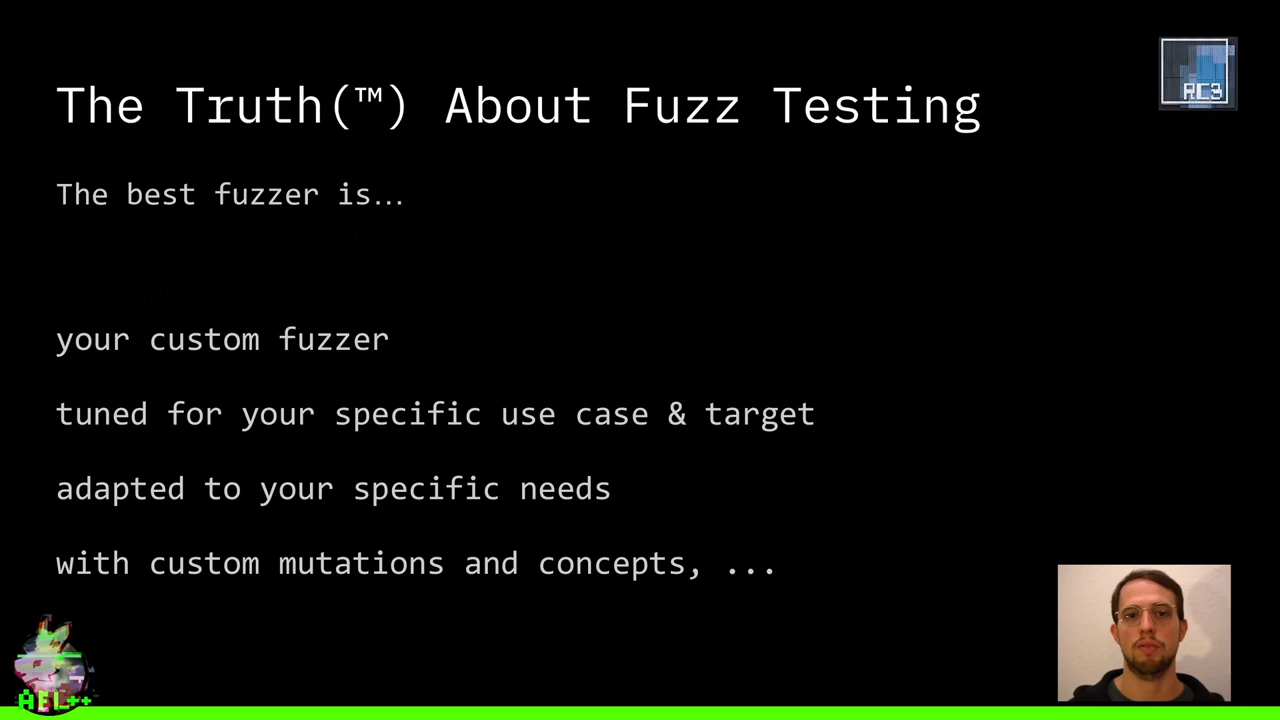 The Truth(™) About Fuzz Testing
RC3
The best fuzzer is…
your custom fuzzer
tuned for your specific use case & target
adapted to your specific needs
with custom mutations and concepts, ...
AFL++